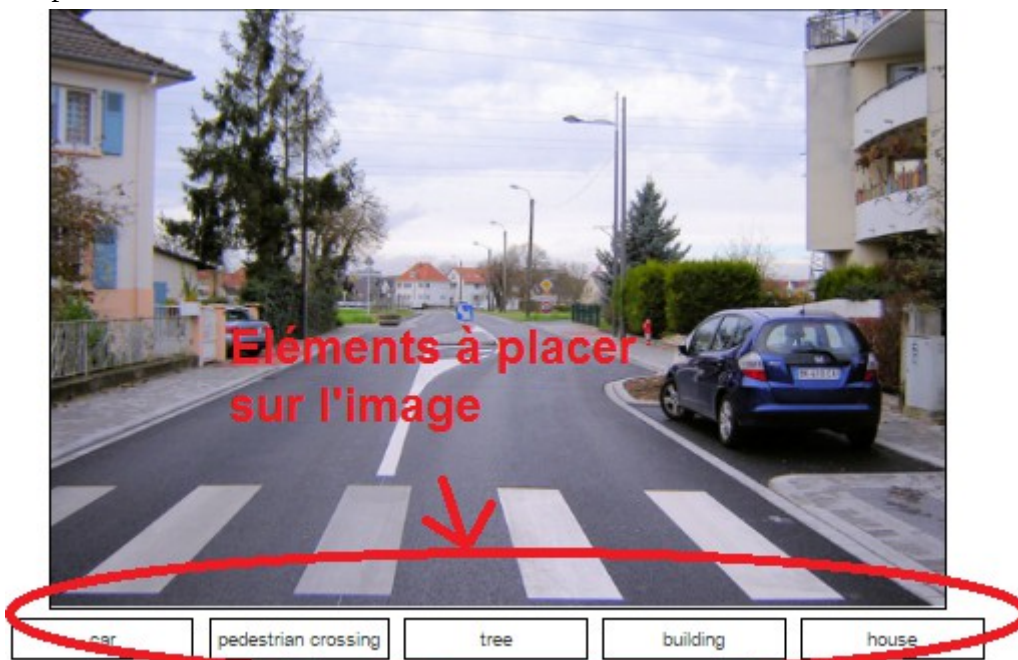 Eléments à placer
sur l'image
car
pedestrian crossing
tree
building
house